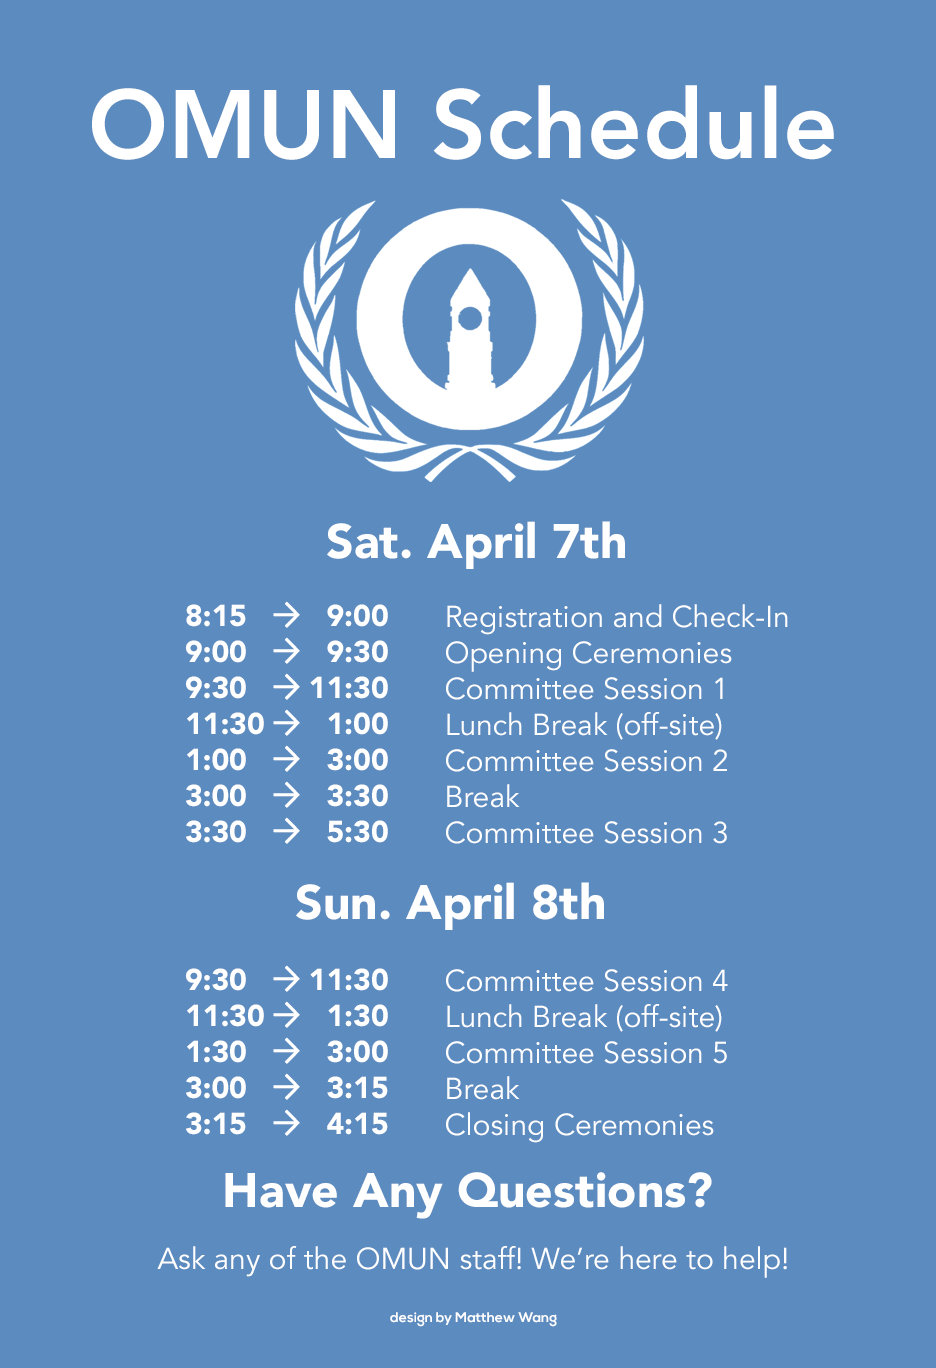 OMUN Schedule
Sat. April 7th
8:15 → 9:00 Registration and Check-In
9:00 → 9:30 Opening Ceremonies
9:30 → 11:30 Committee Session 1
11:30 → 1:00 Lunch Break (off-site)
1:00 → 3:00 Committee Session 2
3:00 → 3:30 Break
3:30 → 5:30 Committee Session 3
Sun. April 8th
9:30 → 11:30 Committee Session 4
11:30 → 1:30 Lunch Break (off-site)
1:30 → 3:00 Committee Session 5
3:00 → 3:15 Break
3:15 → 4:15 Closing Ceremonies
Have Any Questions?
Ask any of the OMUN staff! We’re here to help!
design by Matthew Wang